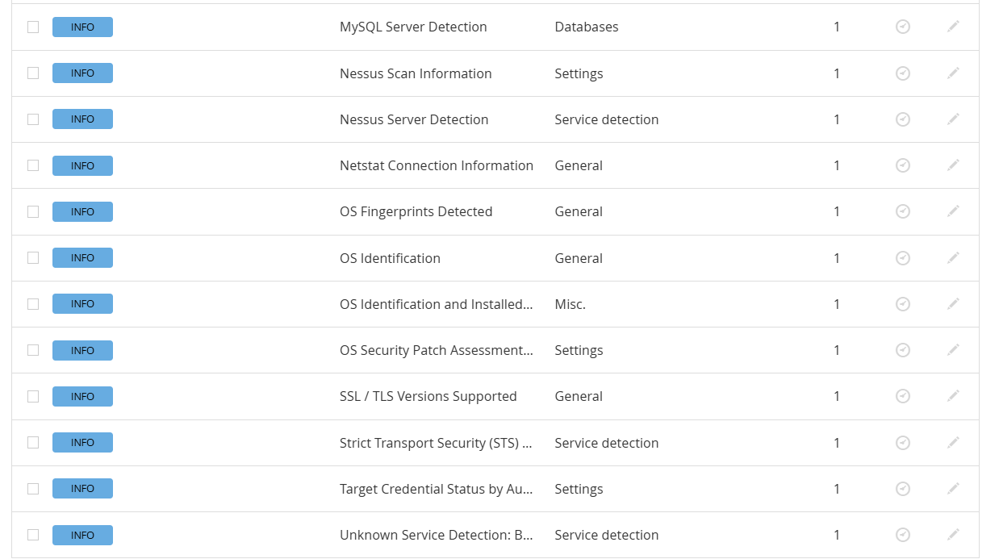 INFO MySQL Server Detection Databases 1
INFO Nessus Scan Information Settings 1
INFO Nessus Server Detection Service detection 1
INFO Netstat Connection Information General 1
INFO OS Fingerprints Detected General 1
INFO OS Identification General 1
INFO OS Identification and Installed... Misc. 1
INFO OS Security Patch Assessment... Settings 1
INFO SSL / TLS Versions Supported General 1
INFO Strict Transport Security (STS) ... Service detection 1
INFO Target Credential Status by Au... Settings 1
INFO Unknown Service Detection: B... Service detection 1